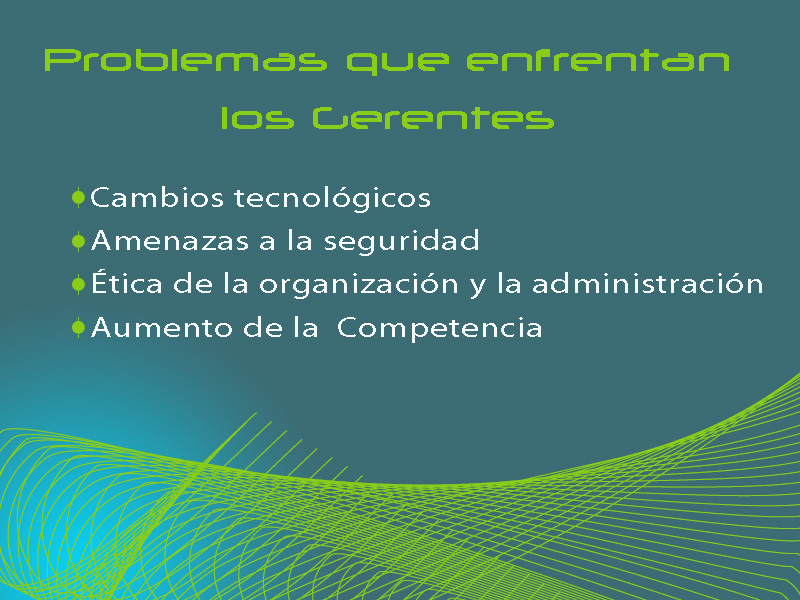 Problemas que enfrentan
los Gerentes
Cambios tecnológicos
Amenazas a la seguridad
Ética de la organización y la administración
Aumento de la Competencia